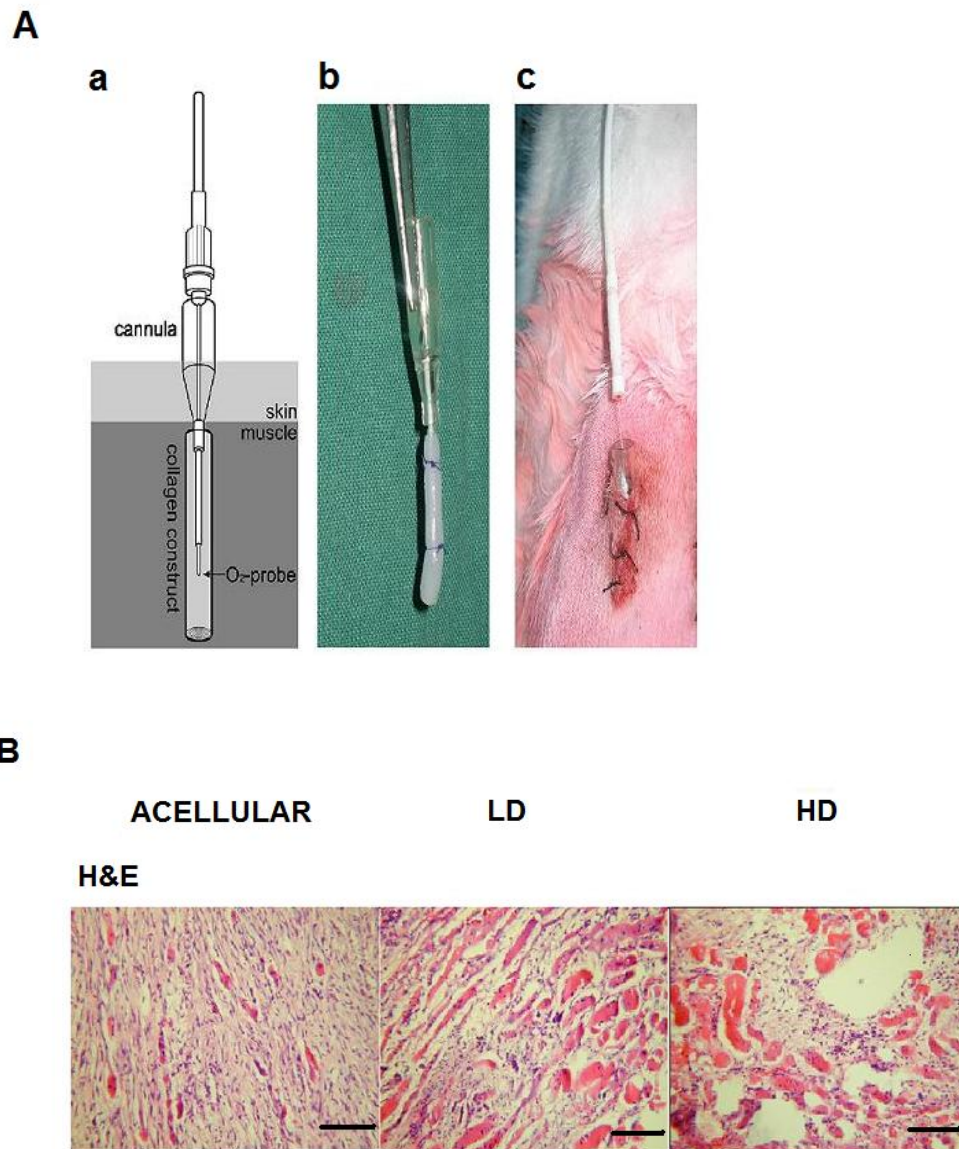 A
a b c
cannula
skin
muscle
collagen construct
O₂-probe
B
ACELLULAR LD HD
H&E